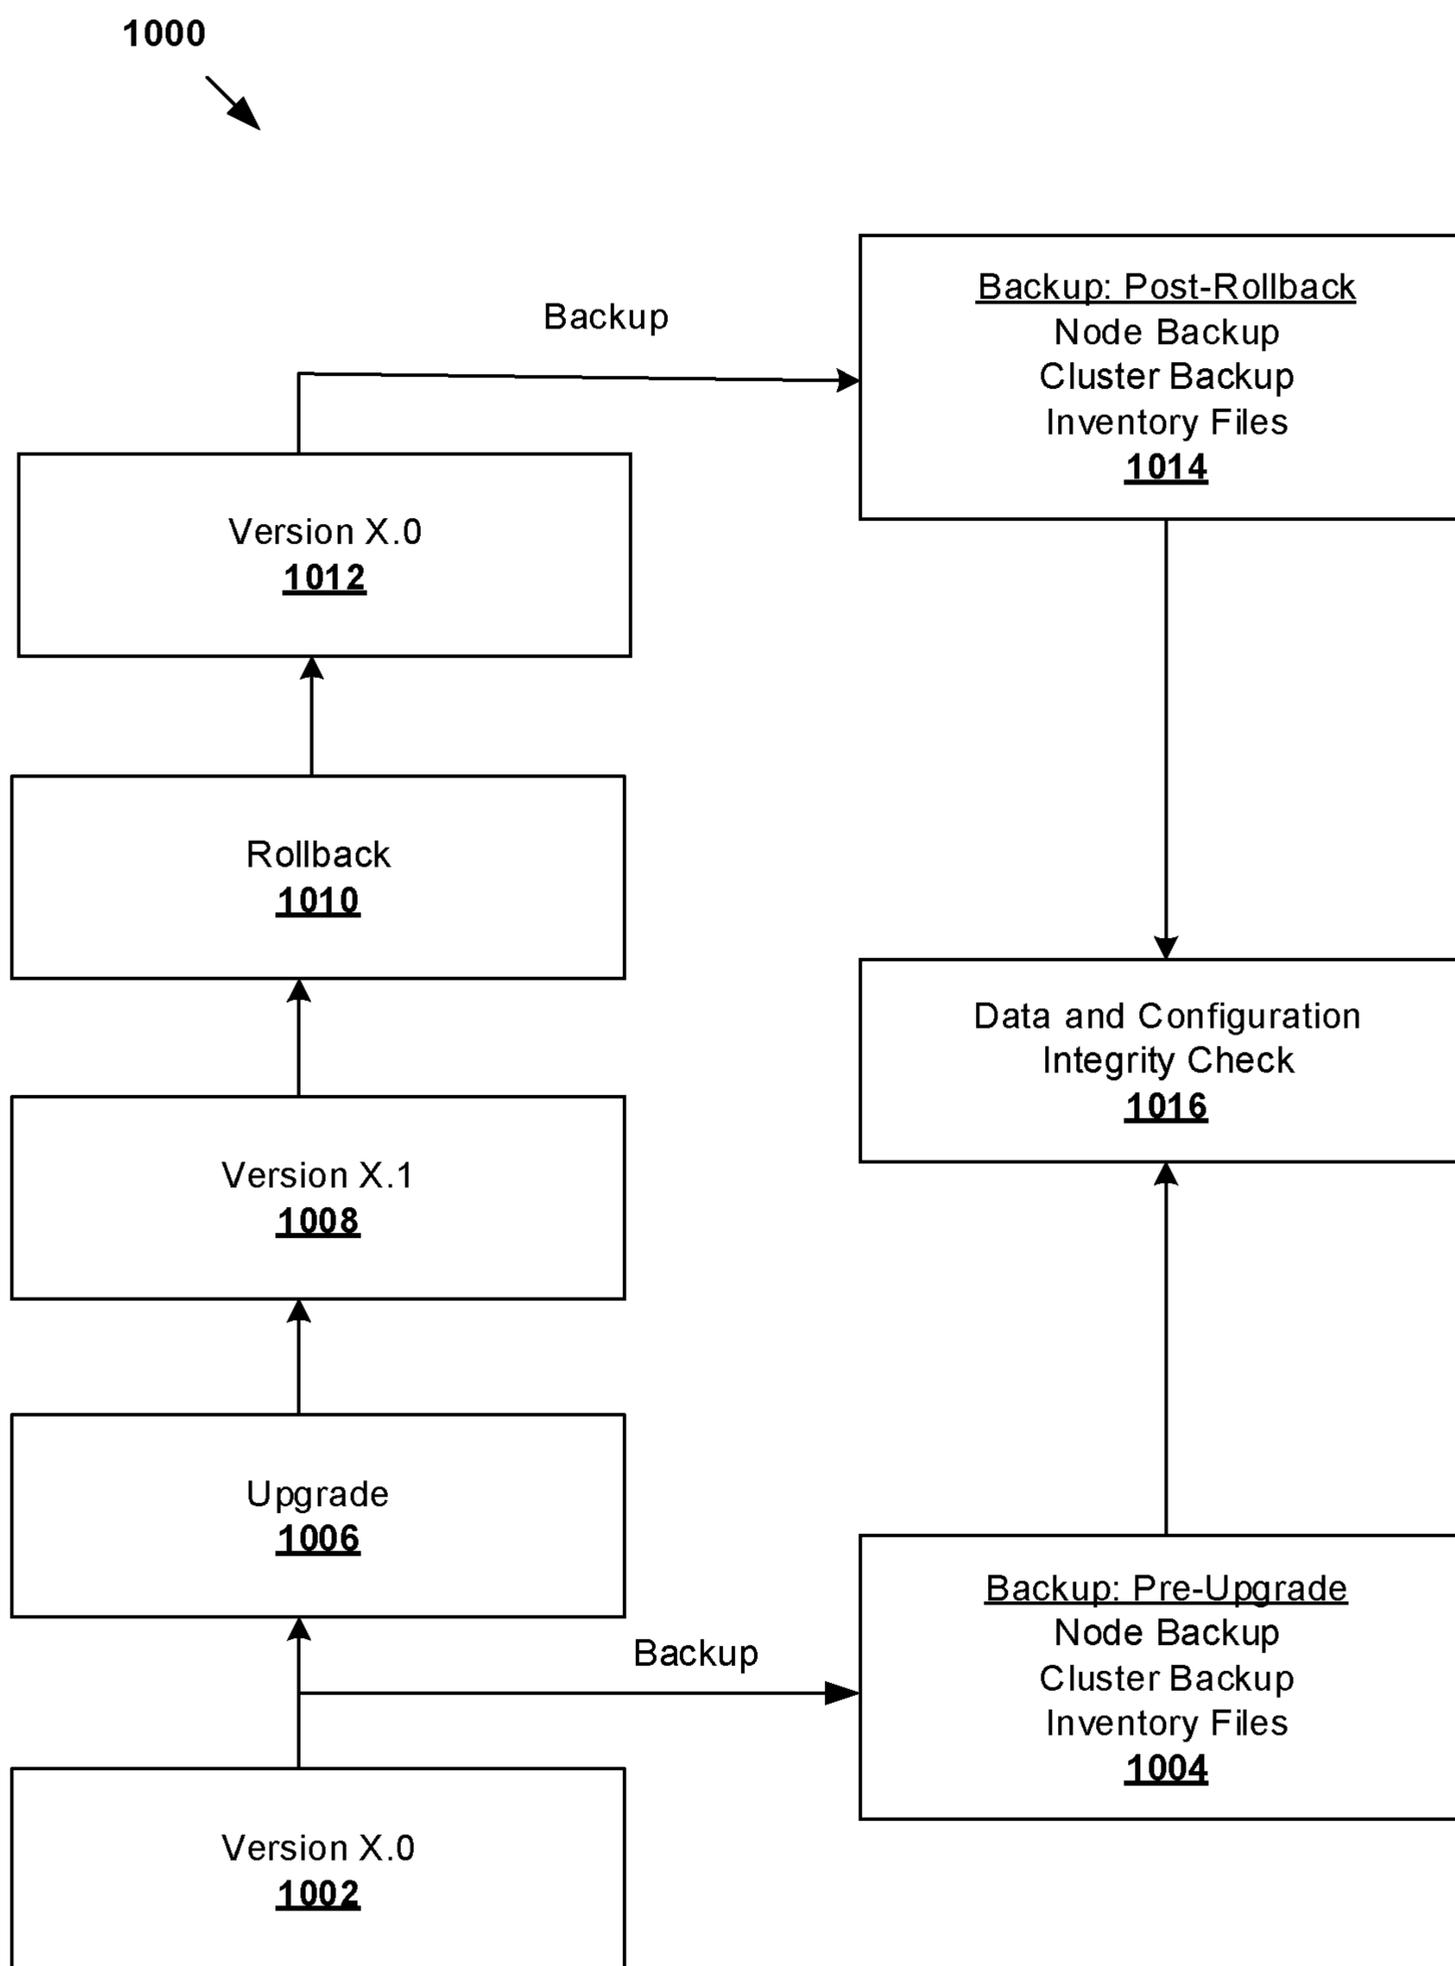 1000
Backup
Backup: Post-Rollback
Node Backup
Cluster Backup
Inventory Files
1014
Version X.0
1012
Rollback
1010
Data and Configuration
Integrity Check
1016
Version X.1
1008
Upgrade
1006
Backup
Backup: Pre-Upgrade
Node Backup
Cluster Backup
Inventory Files
1004
Version X.0
1002